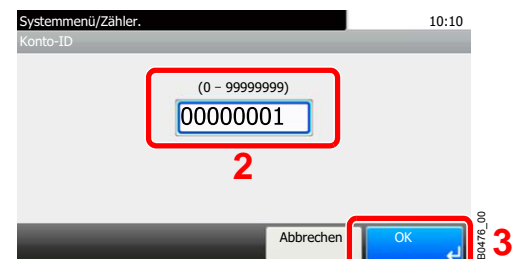 Systemmenü/Zähler. 10:10
Konto-ID
(0 – 99999999)
00000001
2
Abbrechen OK 3
B0476_00